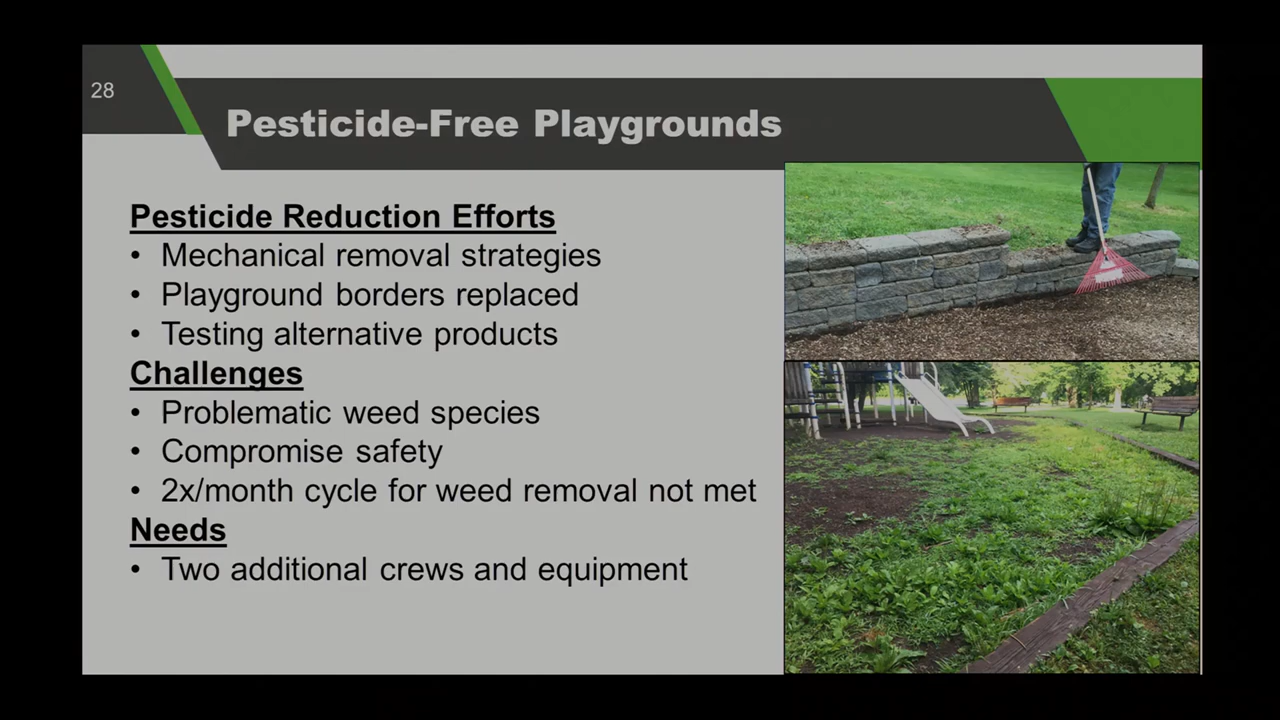 28
Pesticide-Free Playgrounds
Pesticide Reduction Efforts
• Mechanical removal strategies
• Playground borders replaced
• Testing alternative products
Challenges
• Problematic weed species
• Compromise safety
• 2x/month cycle for weed removal not met
Needs
• Two additional crews and equipment